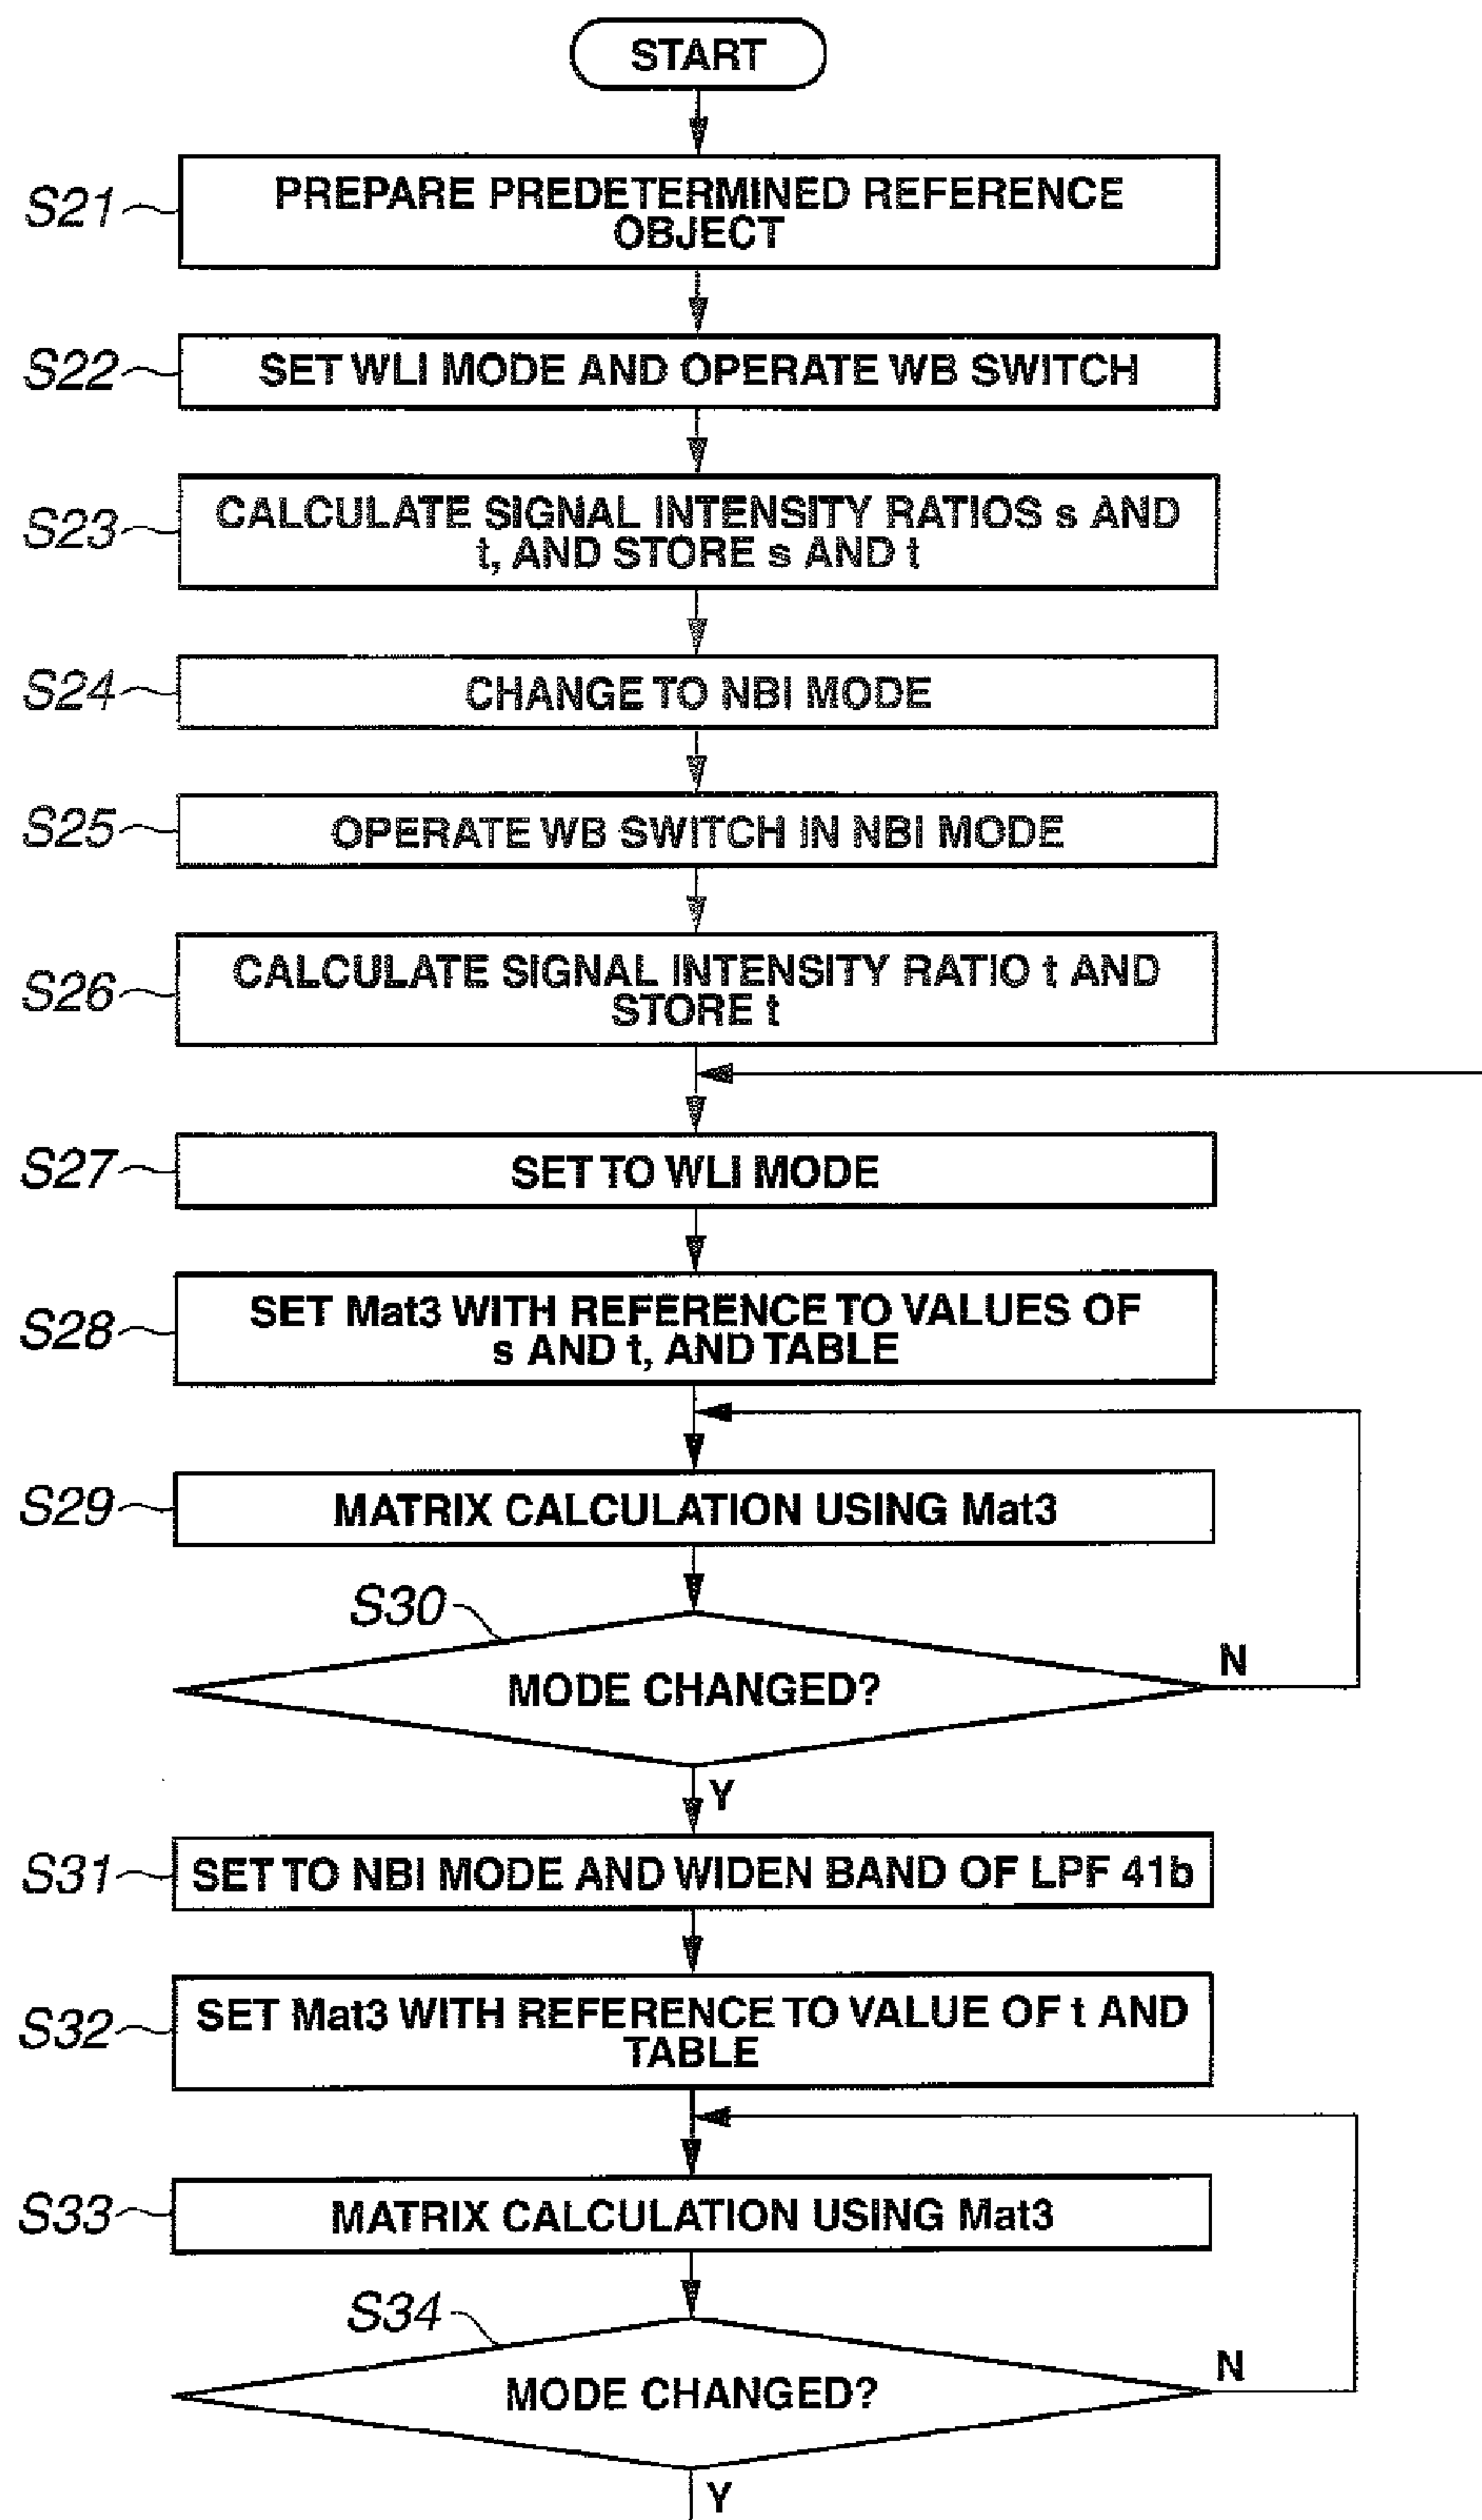 START
S21
PREPARE PREDETERMINED REFERENCE
OBJECT
S22
SET WLI MODE AND OPERATE WB SWITCH
S23
CALCULATE SIGNAL INTENSITY RATIOS s AND
t, AND STORE s AND t
S24
CHANGE TO NBI MODE
S25
OPERATE WB SWITCH IN NBI MODE
S26
CALCULATE SIGNAL INTENSITY RATIO t AND
STORE t
S27
SET TO WLI MODE
S28
SET Mat3 WITH REFERENCE TO VALUES OF
s AND t, AND TABLE
S29
MATRIX CALCULATION USING Mat3
S30
MODE CHANGED?
N
Y
S31
SET TO NBI MODE AND WIDEN BAND OF LPF 41b
S32
SET Mat3 WITH REFERENCE TO VALUE OF t AND
TABLE
S33
MATRIX CALCULATION USING Mat3
S34
MODE CHANGED?
N
Y